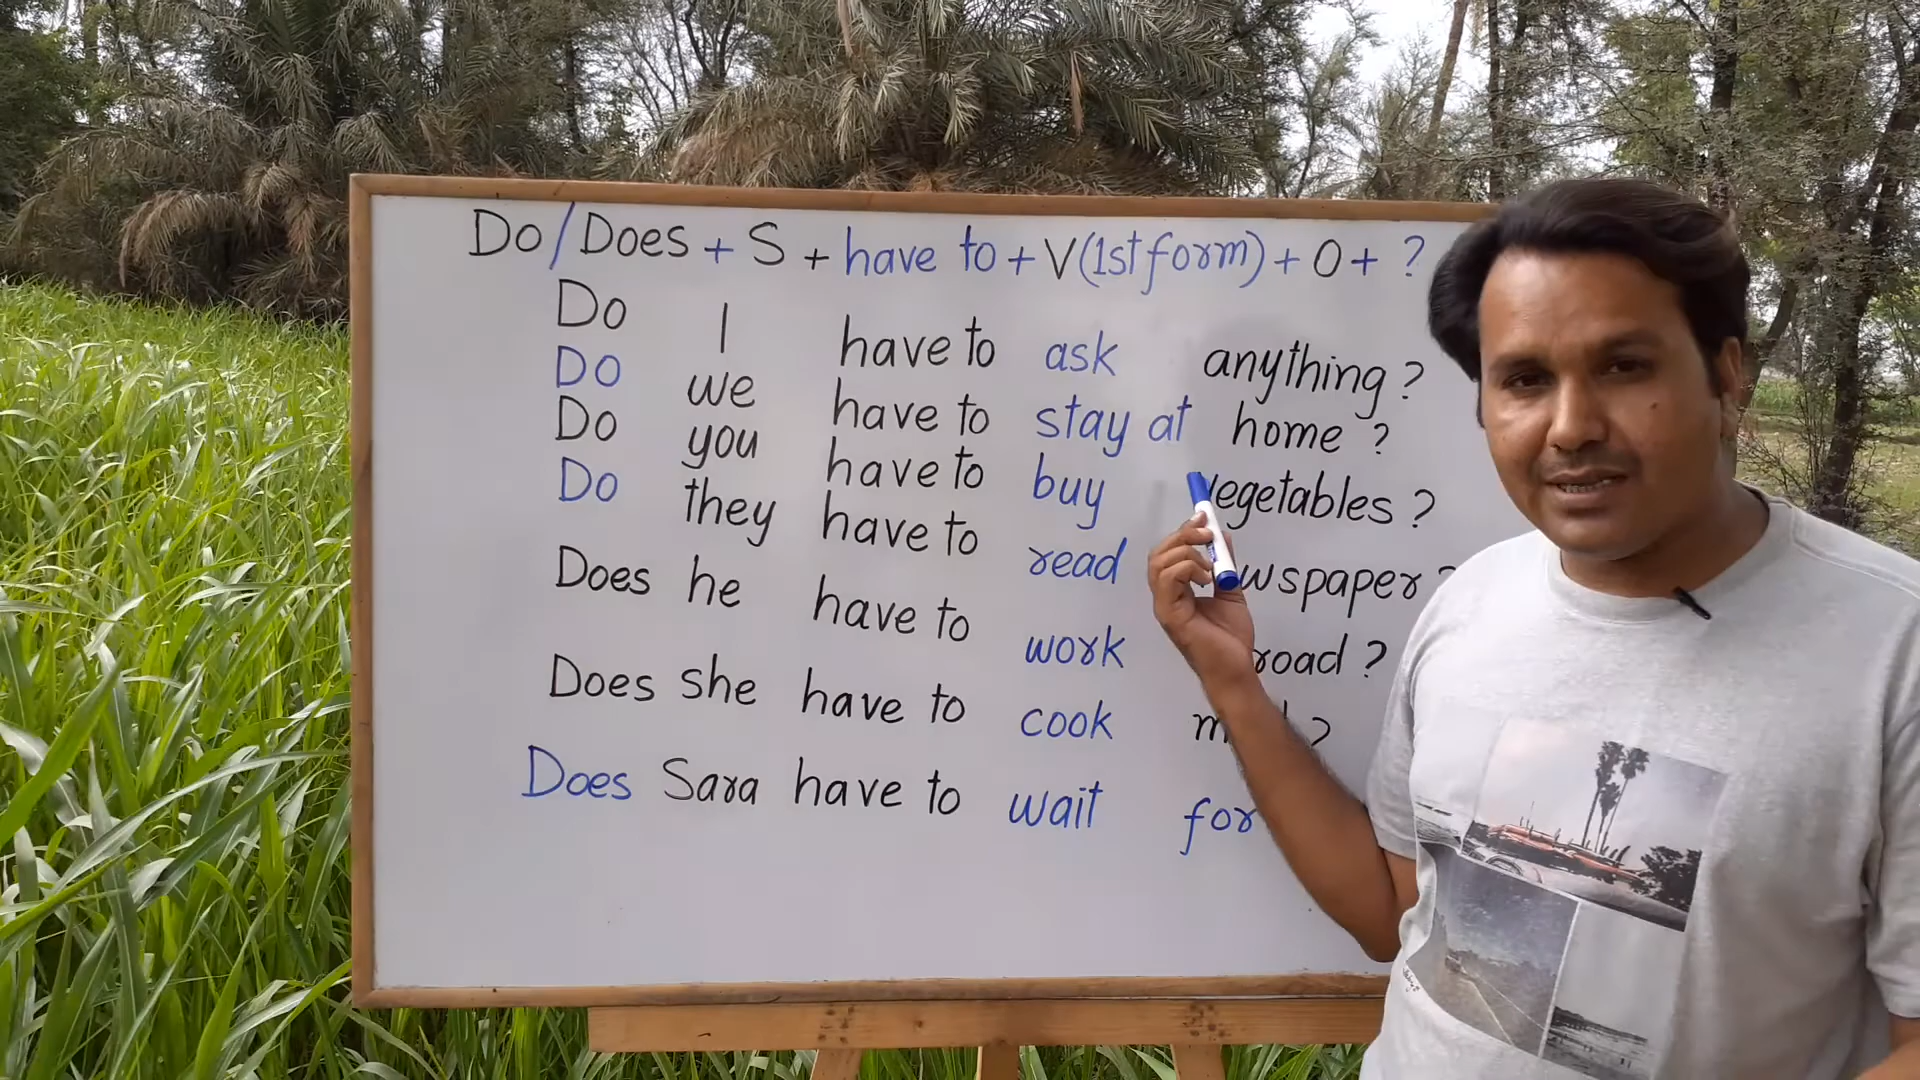 Do/Does + S + have to + V(1st form) + O + ?
Do I have to ask anything ?
Do we have to stay at home ?
Do you have to buy vegetables ?
Do they have to read ?
Does he have to work ?
Does she have to cook ?
Does Sara have to wait for